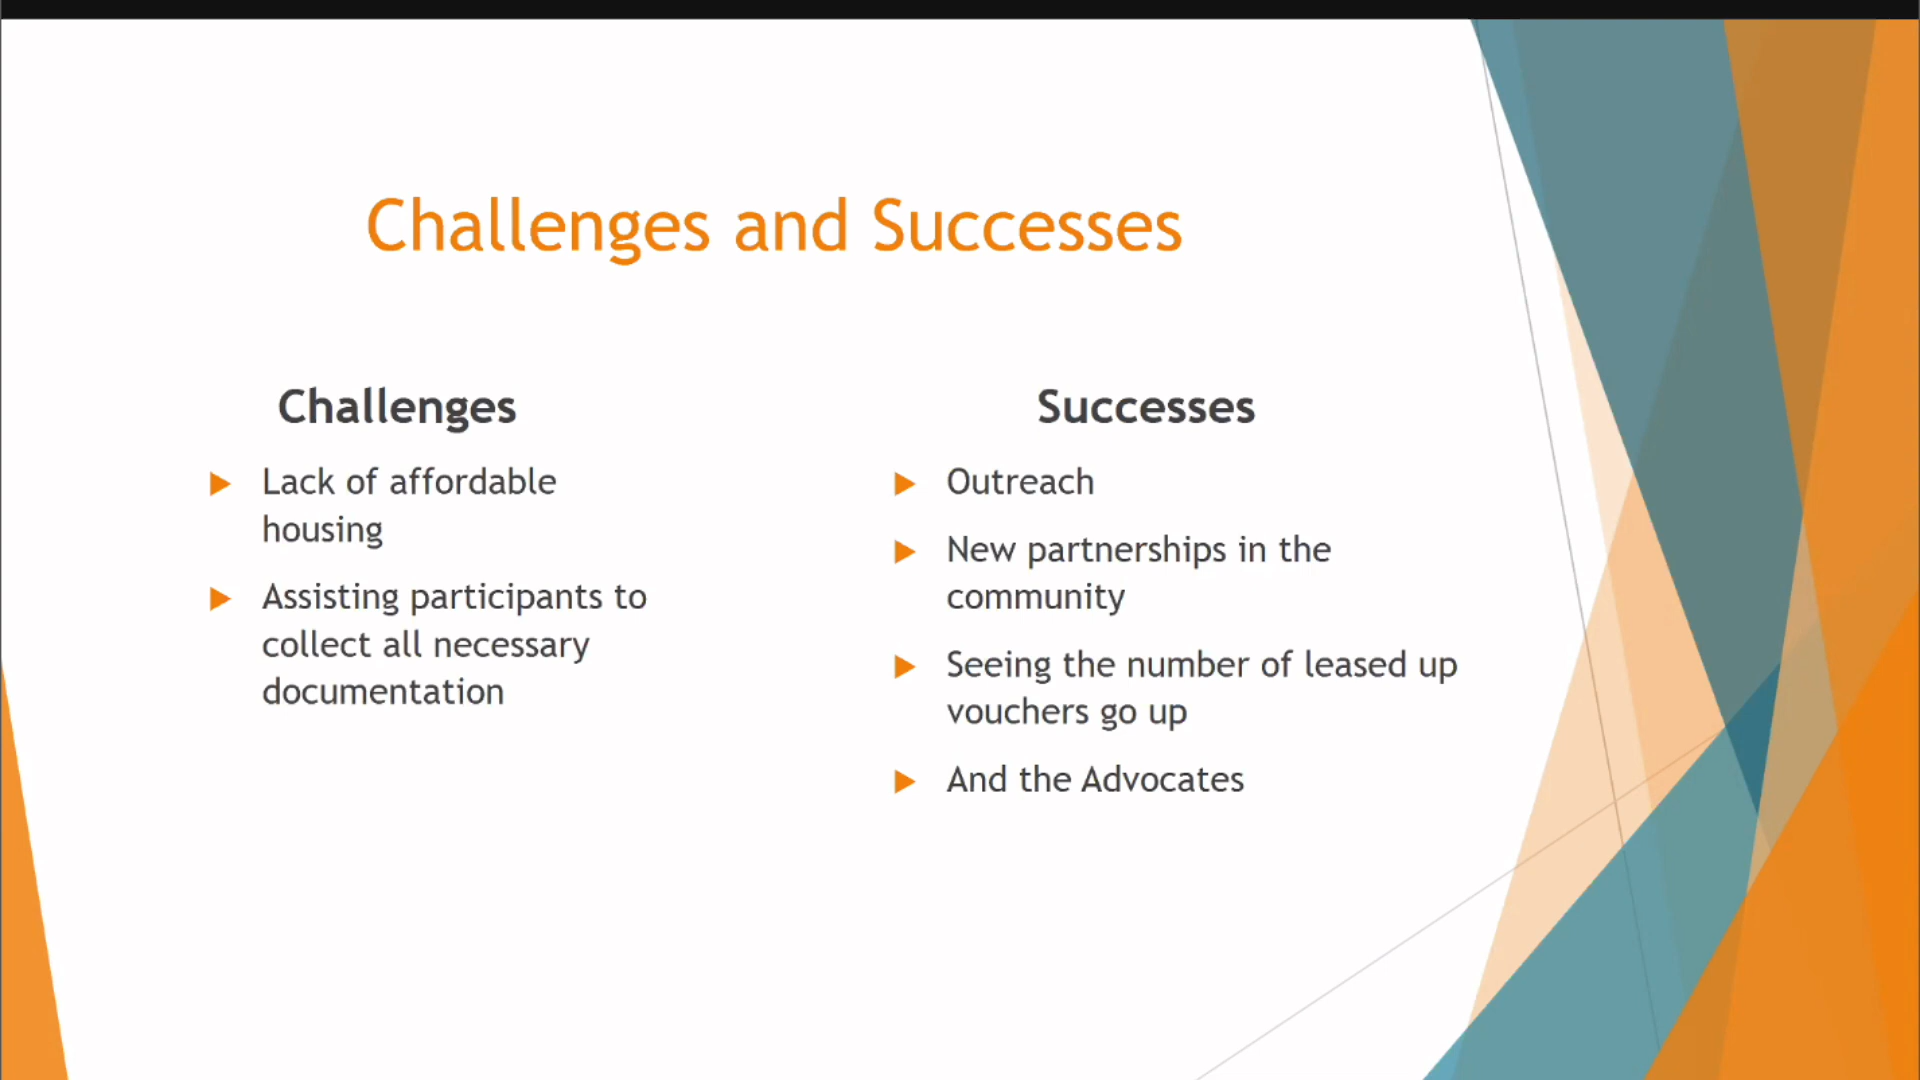 Challenges and Successes
Challenges
Lack of affordable
housing
Assisting participants to
collect all necessary
documentation
Successes
Outreach
New partnerships in the
community
Seeing the number of leased up
vouchers go up
And the Advocates